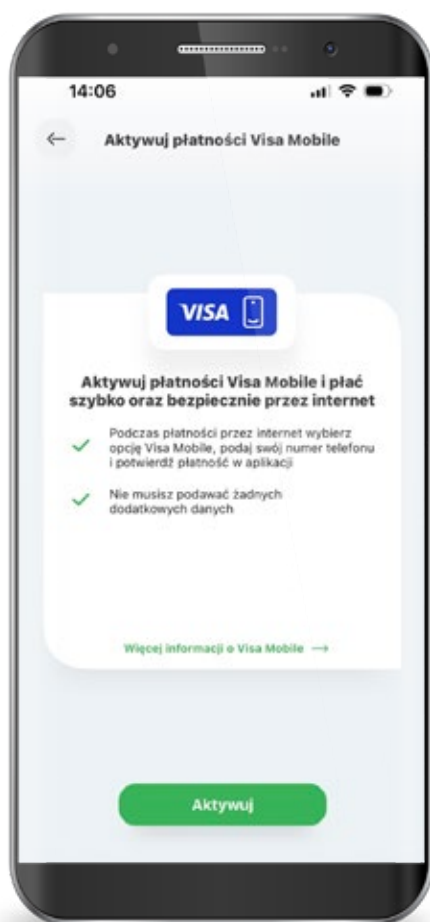 14:06
Aktywuj płatności Visa Mobile
VISA
Aktywuj płatności Visa Mobile i płać
szybko oraz bezpiecznie przez internet
Podczas płatności przez internet wybierz
opcję Visa Mobile, podaj swój numer telefonu
i potwierdź płatność w aplikacji
Nie musisz podawać żadnych
dodatkowych danych
Więcej informacji o Visa Mobile →
Aktywuj